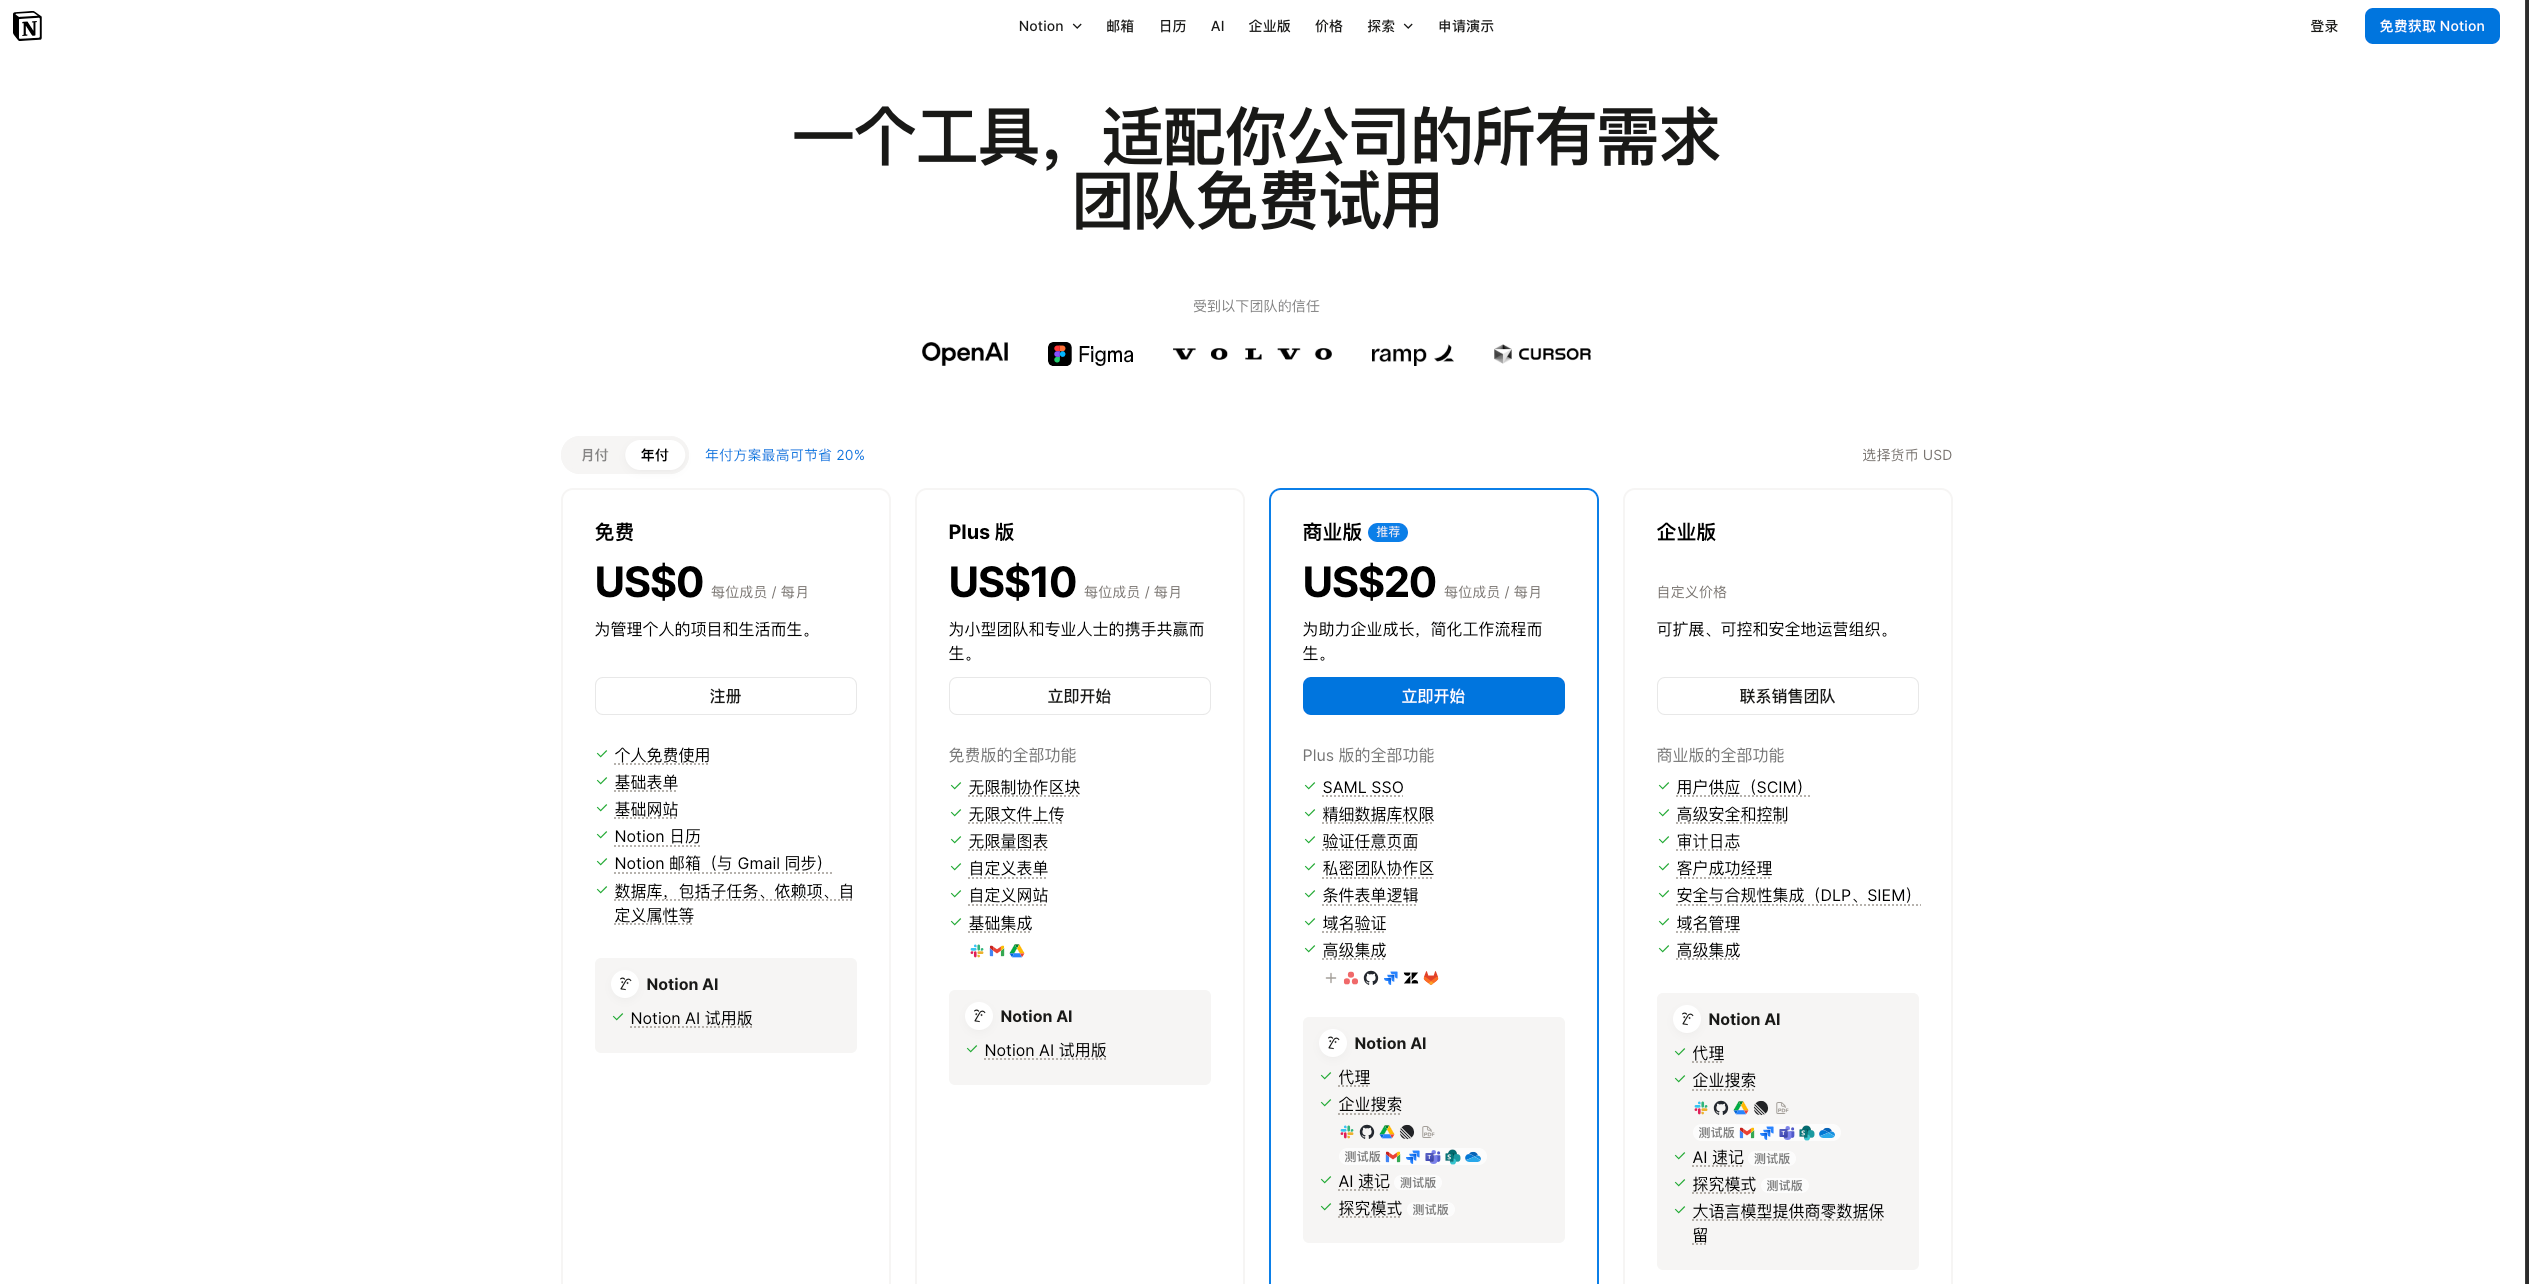 Notion 邮箱 日历 AI 企业版 价格 探索 申请演示 登录 免费获取 Notion
一个工具，适配你公司的所有需求
团队免费试用
受到以下团队的信任
OpenAI Figma VOLVO ramp CURSOR
月付 年付 年付方案最高可节省 20% 选择货币 USD
免费
US$0 每位成员 / 每月
为管理个人的项目和生活而生。
注册
个人免费使用
基础表单
基础网站
Notion 日历
Notion 邮箱（与 Gmail 同步）
数据库，包括子任务、依赖项、自
定义属性等
Notion AI
Notion AI 试用版
Plus 版
US$10 每位成员 / 每月
为小型团队和专业人士的携手共赢而
生。
立即开始
免费版的全部功能
无限制协作区块
无限文件上传
无限量图表
自定义表单
自定义网站
基础集成
Notion AI
Notion AI 试用版
商业版 推荐
US$20 每位成员 / 每月
为助力企业成长，简化工作流程而
生。
立即开始
Plus 版的全部功能
SAML SSO
精细数据库权限
验证任意页面
私密团队协作区
条件表单逻辑
域名验证
高级集成
Notion AI
代理
企业搜索
PDF
测试版
AI 速记 测试版
探究模式 测试版
企业版
自定义价格
可扩展、可控和安全地运营组织。
联系销售团队
商业版的全部功能
用户供应（SCIM）
高级安全和控制
审计日志
客户成功经理
安全与合规性集成（DLP、SIEM）
域名管理
高级集成
Notion AI
代理
企业搜索
PDF
测试版
AI 速记 测试版
探究模式 测试版
大语言模型提供商零数据保
留